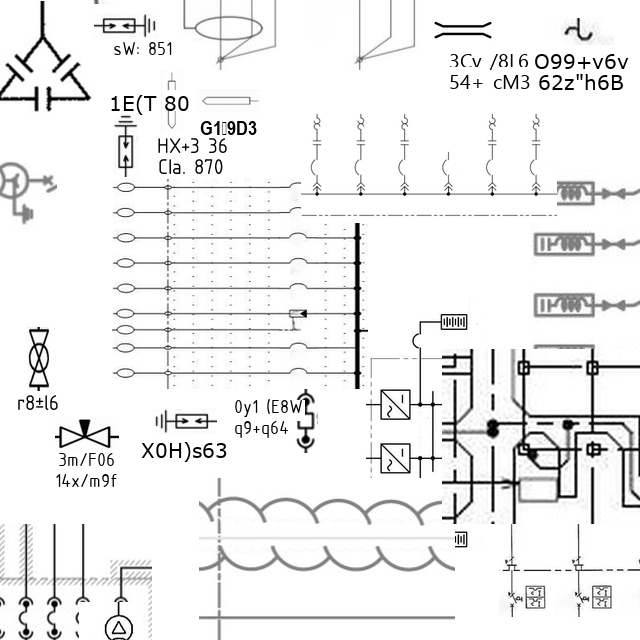 sW: 851
3Cv /8L6
54+ cM3
O99+v6v
62z"h6B
1E(T 80
G1▯9D3
HX+3 36
Cla. 870
r8±l6
0y1 (E8W
q9+q64
X0H)s63
3m/F06
14x/m9f